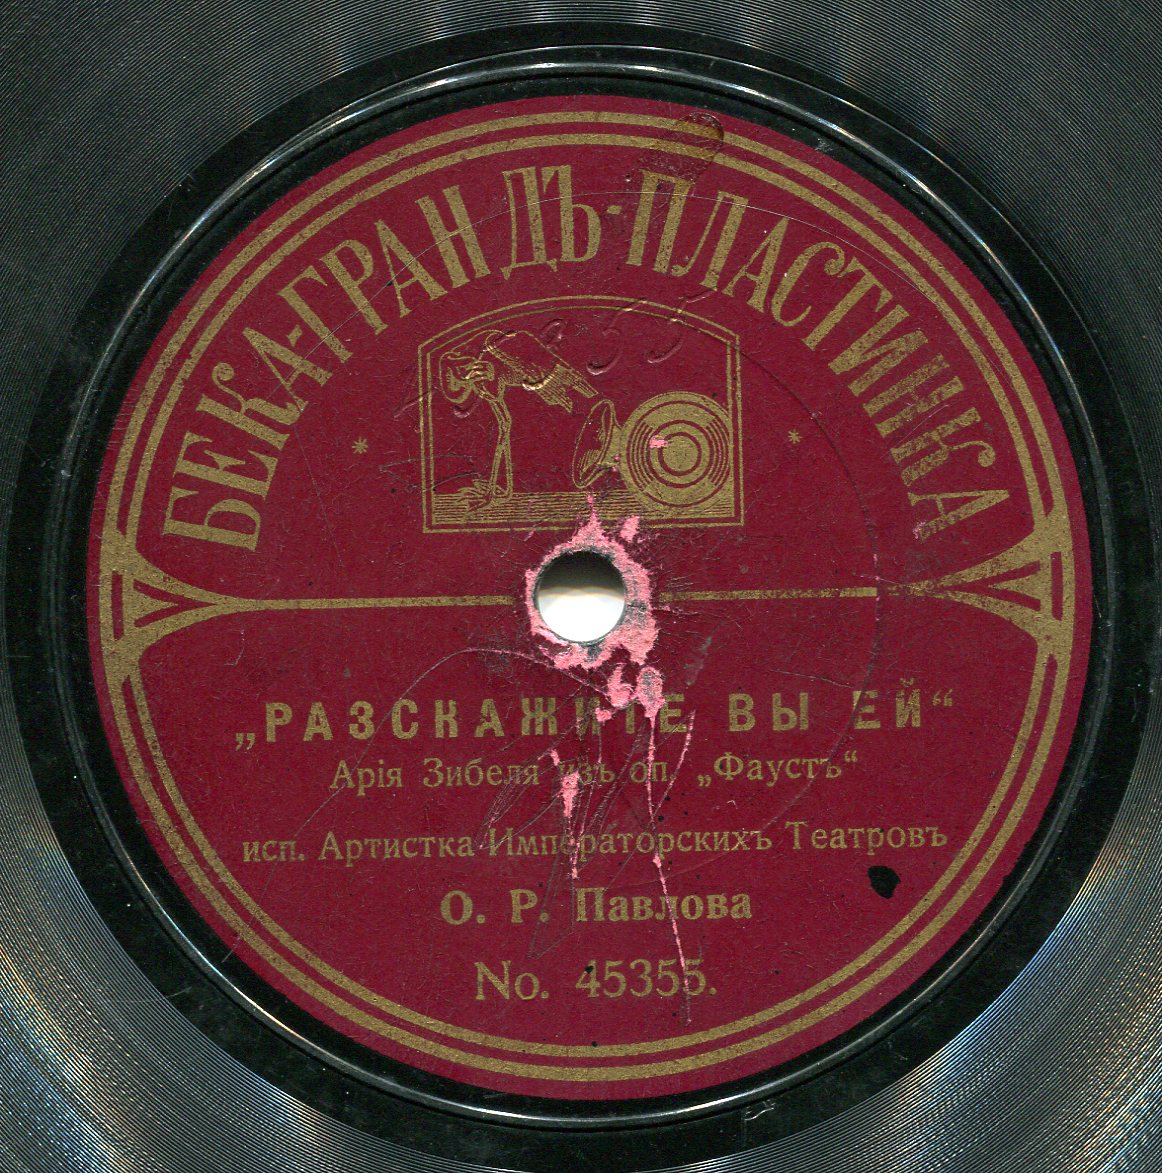 БЕКА-ГРАНДЪ-ПЛАСТИНКА
„РАЗСКАЖИТЕ ВЫ ЕЙ“
Арія Зибеля изъ оп. „Фаустъ“
исп. Артистка Императорскихъ Театровъ
О. Р. Павлова
No. 45355.